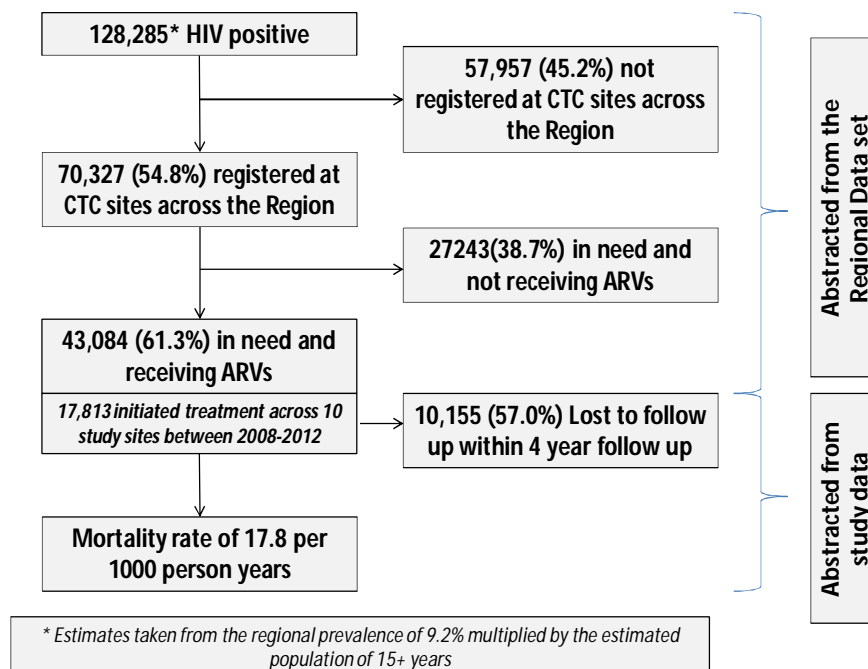 128,285* HIV positive
57,957 (45.2%) not
registered at CTC sites across
the Region
70,327 (54.8%) registered at
CTC sites across the Region
27243(38.7%) in need and
not receiving ARVs
43,084 (61.3%) in need and
receiving ARVs
17,813 initiated treatment across 10
study sites between 2008-2012
10,155 (57.0%) Lost to follow
up within 4 year follow up
Mortality rate of 17.8 per
1000 person years
Abstracted from the
Regional Data set
Abstracted from
study data
* Estimates taken from the regional prevalence of 9.2% multiplied by the estimated
population of 15+ years